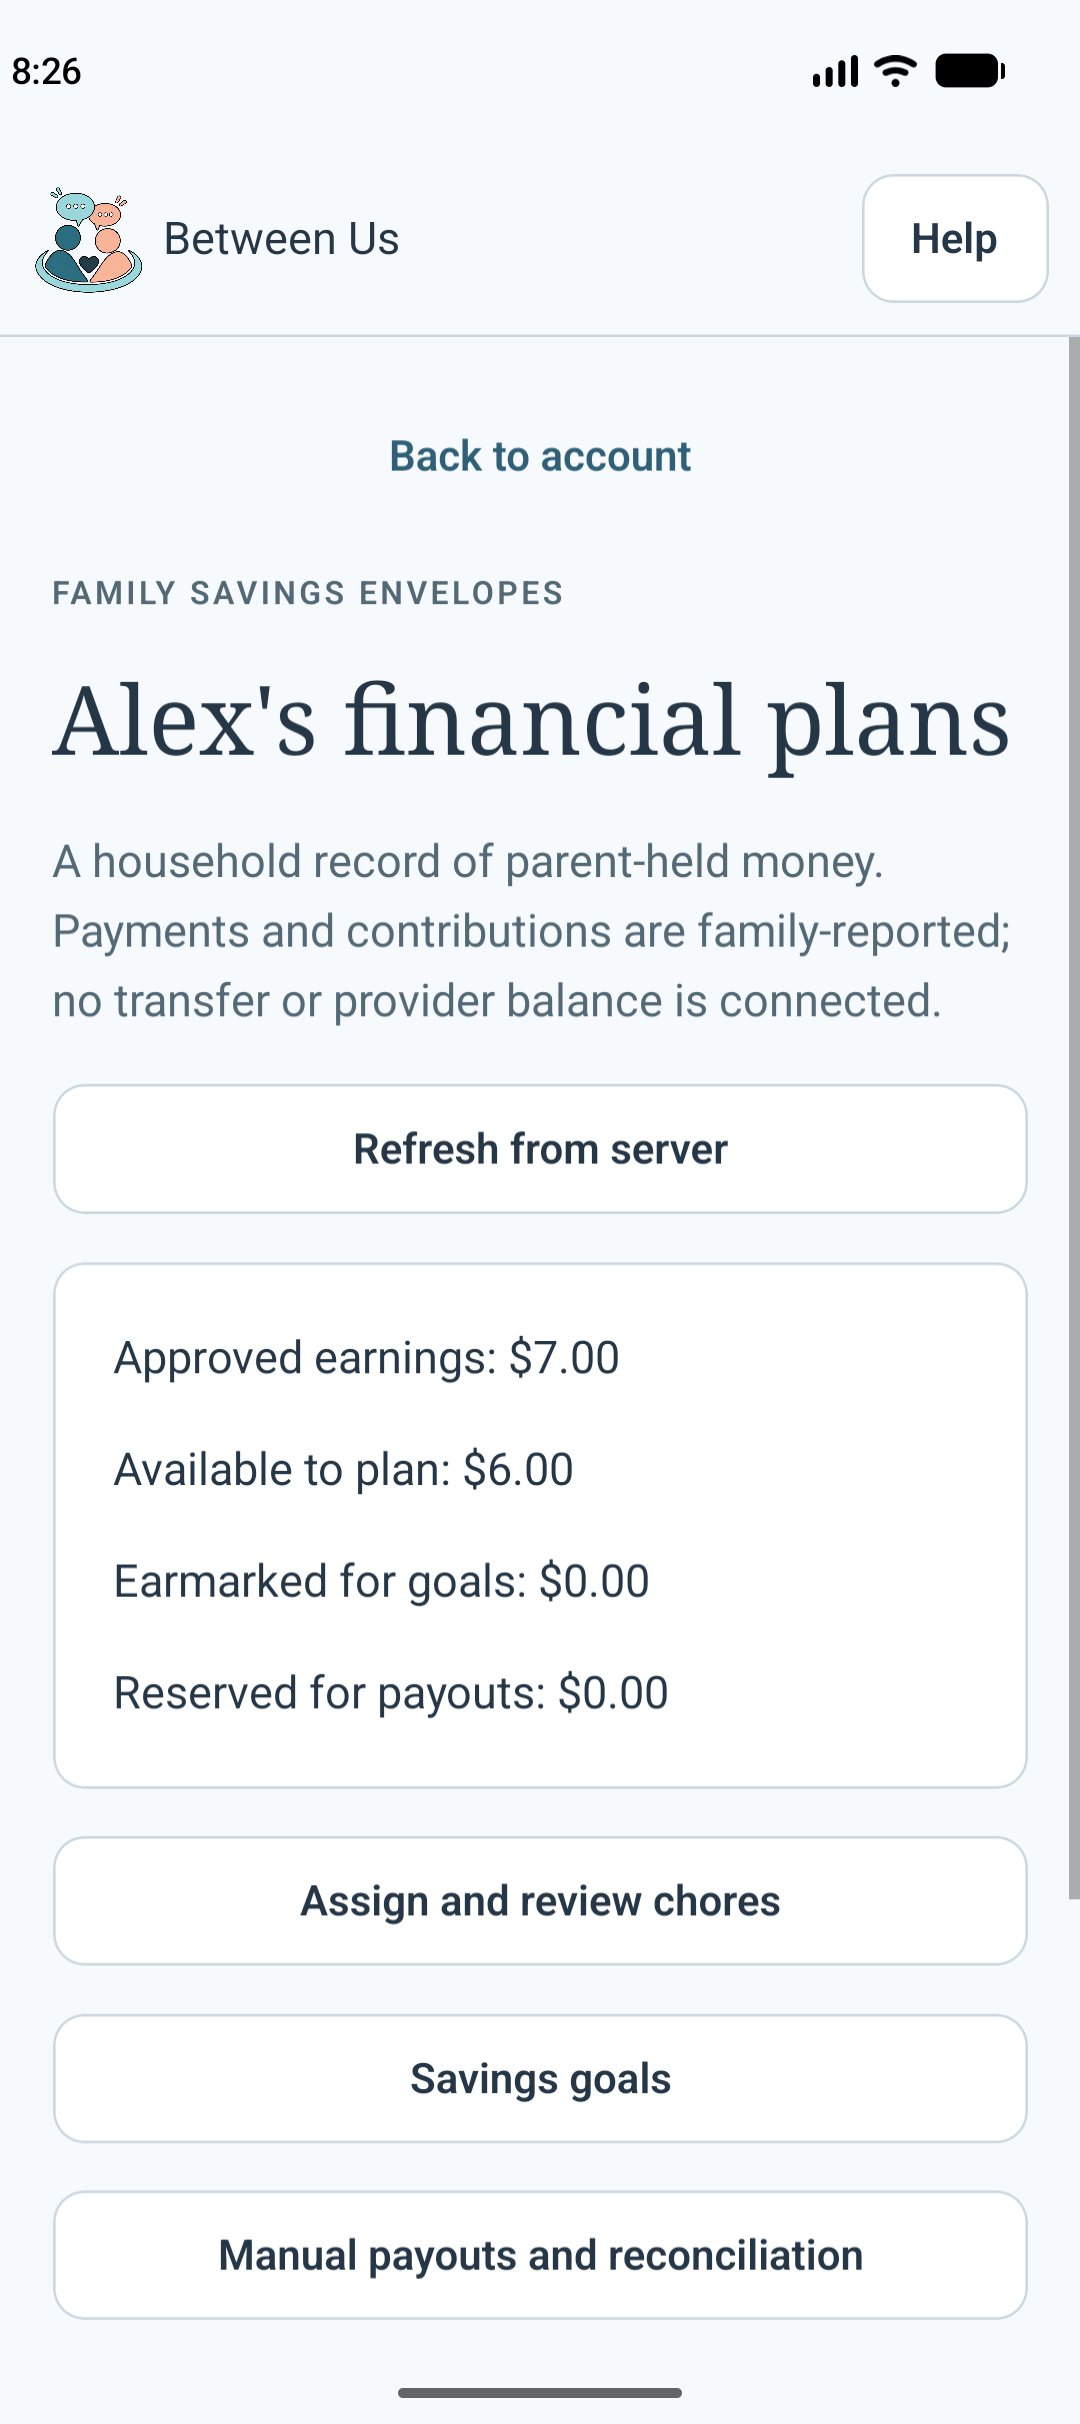 8:26
Between Us
Help
Back to account
FAMILY SAVINGS ENVELOPES
Alex's financial plans
A household record of parent-held money.
Payments and contributions are family-reported;
no transfer or provider balance is connected.
Refresh from server
Approved earnings: $7.00
Available to plan: $6.00
Earmarked for goals: $0.00
Reserved for payouts: $0.00
Assign and review chores
Savings goals
Manual payouts and reconciliation